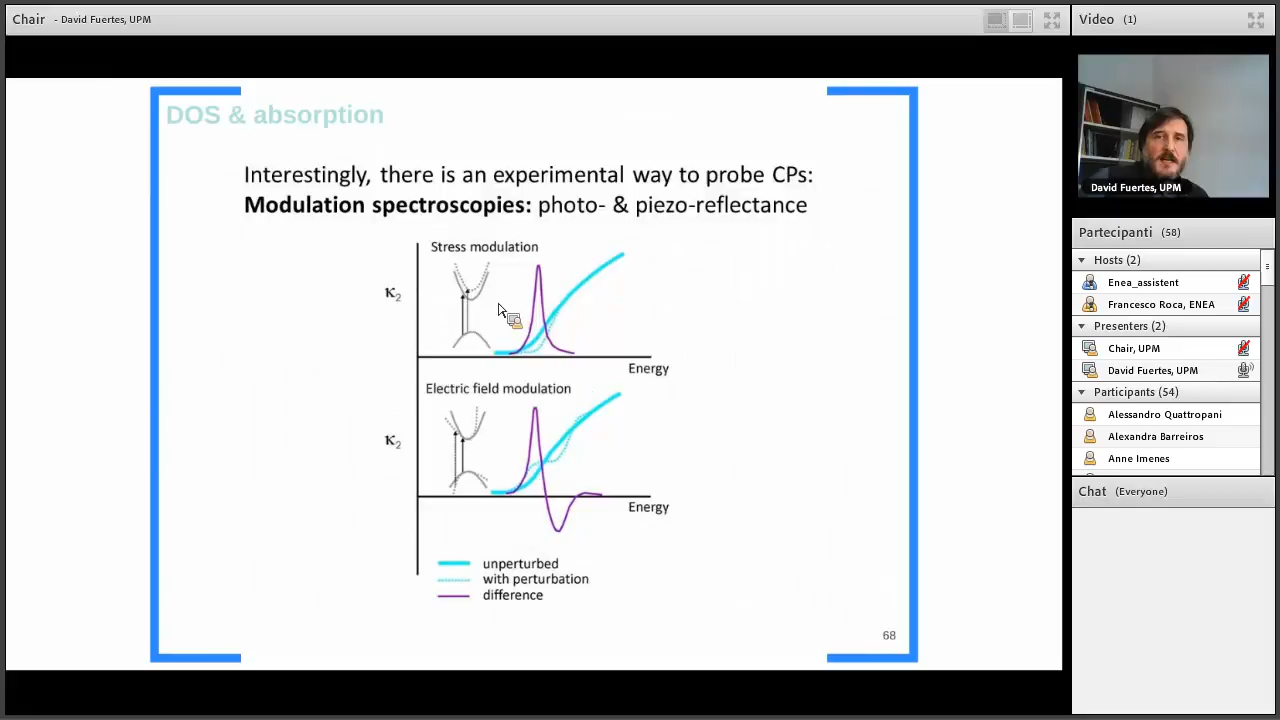 Chair - David Fuertes, UPM
Video (1)
David Fuertes, UPM
DOS & absorption
Interestingly, there is an experimental way to probe CPs:
Modulation spectroscopies: photo- & piezo-reflectance
Stress modulation
κ2
Energy
Electric field modulation
κ2
Energy
unperturbed
with perturbation
difference
68
Partecipanti (58)
Hosts (2)
Enea_assistent
Francesco Roca, ENEA
Presenters (2)
Chair, UPM
David Fuertes, UPM
Participants (54)
Alessandro Quattropani
Alexandra Barreiros
Anne Imenes
Chat (Everyone)